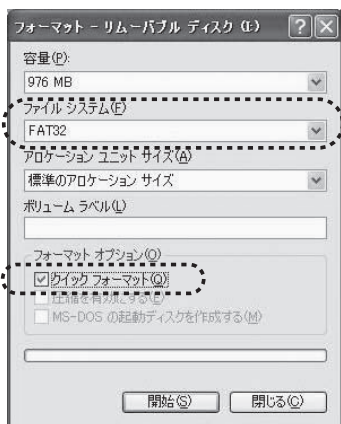 フォーマット - リムーバブル ディスク (E:)
容量(P):
976 MB
ファイル システム(F)
FAT32
アロケーション ユニット サイズ(A)
標準のアロケーション サイズ
ボリューム ラベル(L)
フォーマット オプション(O)
クイック フォーマット(Q)
圧縮を有効にする(E)
MS-DOS の起動ディスクを作成する(M)
開始(S)
閉じる(C)